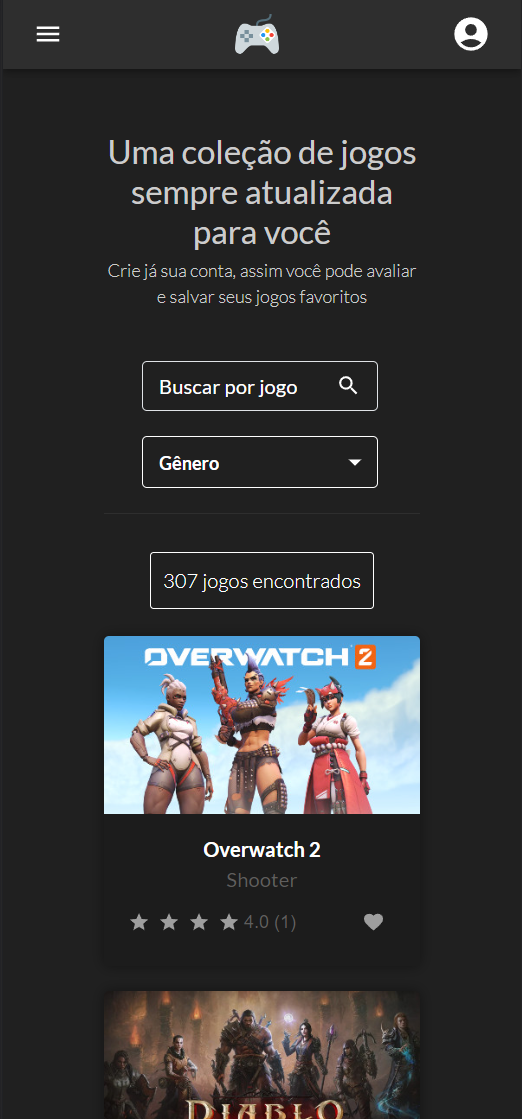 Uma coleção de jogos
sempre atualizada
para você
Crie já sua conta, assim você pode avaliar
e salvar seus jogos favoritos
Buscar por jogo
Gênero
307 jogos encontrados
OVERWATCH 2
Overwatch 2
Shooter
4.0 (1)
DIABLO